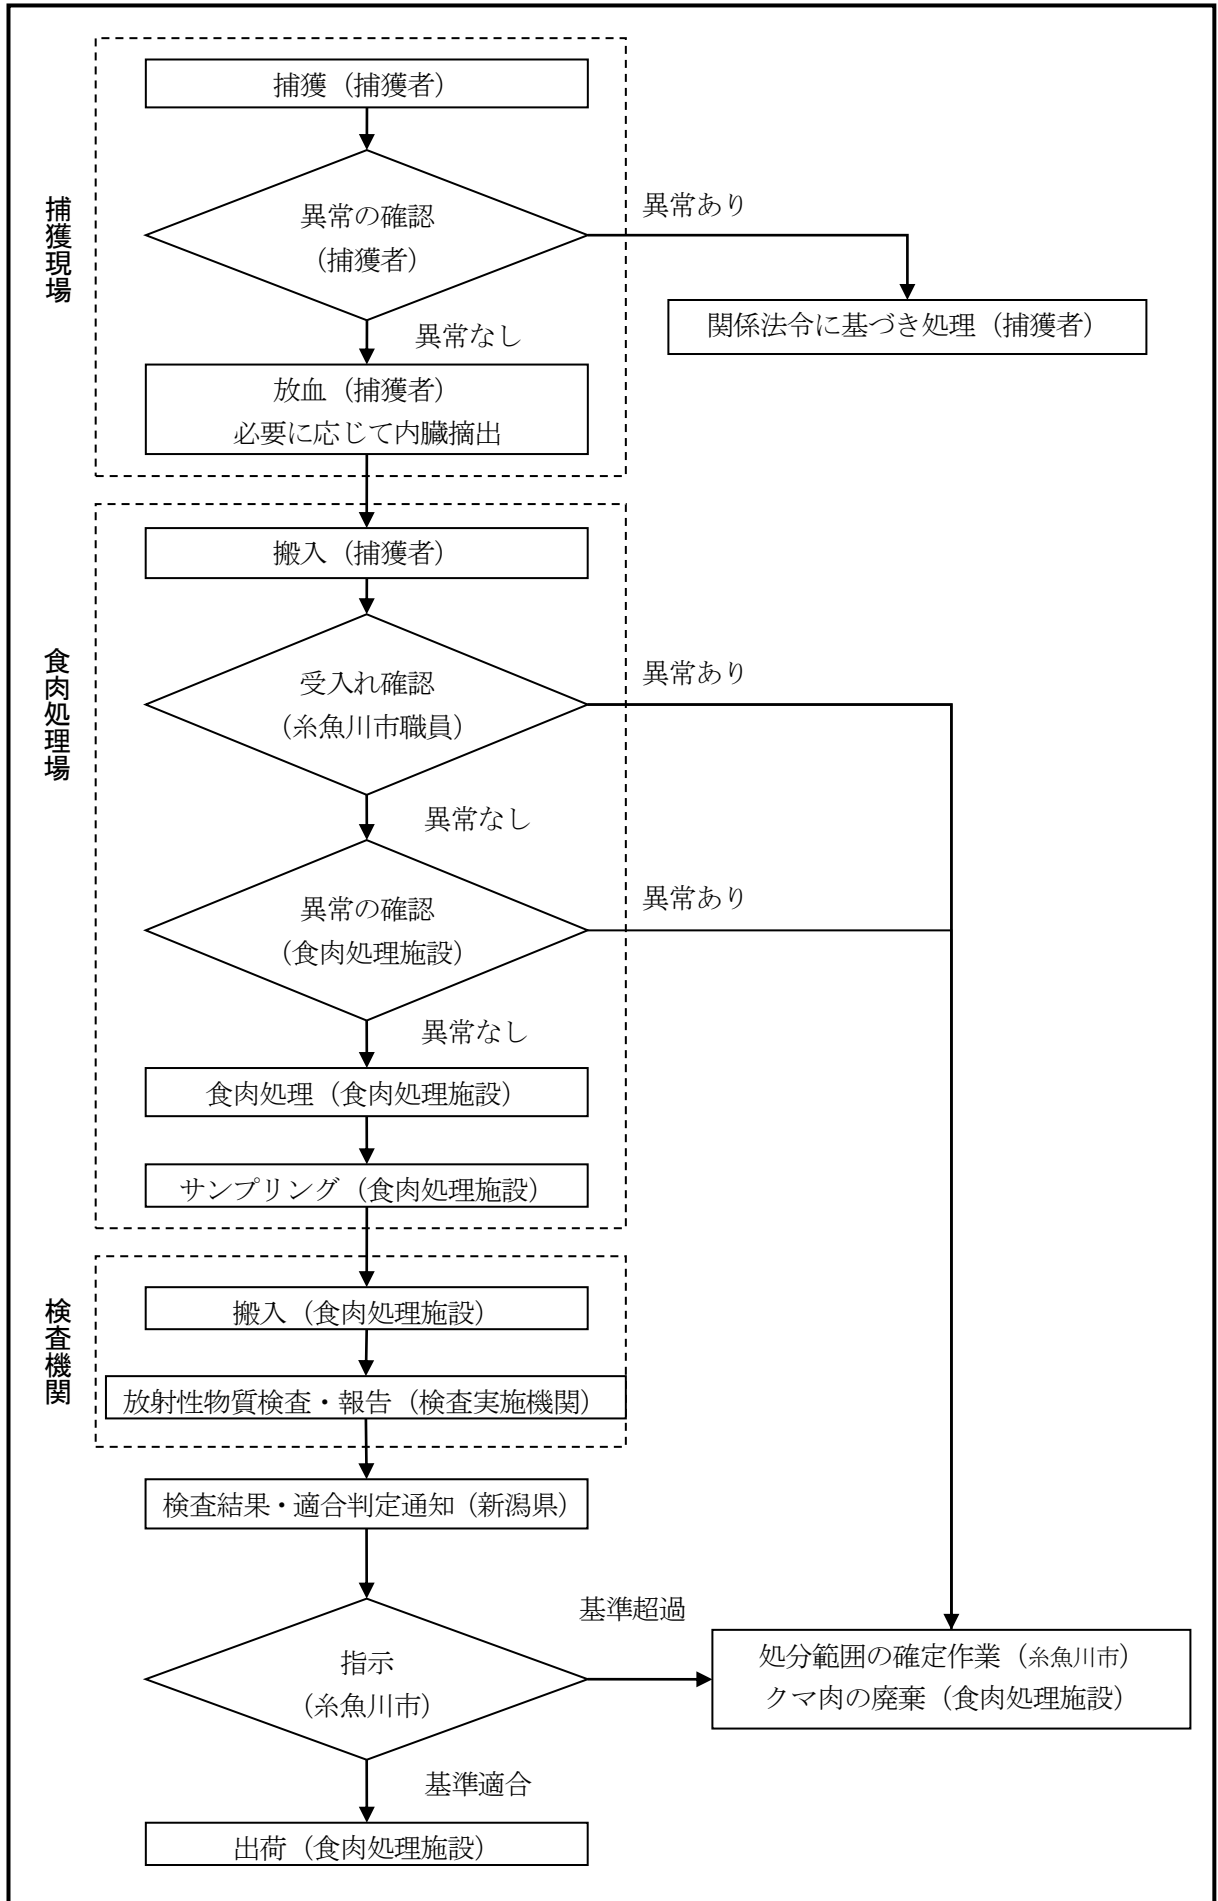 捕獲現場
捕獲（捕獲者）
異常の確認
（捕獲者）
異常あり
関係法令に基づき処理（捕獲者）
異常なし
放血（捕獲者）
必要に応じて内臓摘出
食肉処理場
搬入（捕獲者）
受入れ確認
（糸魚川市職員）
異常あり
異常なし
異常の確認
（食肉処理施設）
異常あり
異常なし
食肉処理（食肉処理施設）
サンプリング（食肉処理施設）
検査機関
搬入（食肉処理施設）
放射性物質検査・報告（検査実施機関）
検査結果・適合判定通知（新潟県）
指示
（糸魚川市）
基準超過
処分範囲の確定作業（糸魚川市）
クマ肉の廃棄（食肉処理施設）
基準適合
出荷（食肉処理施設）